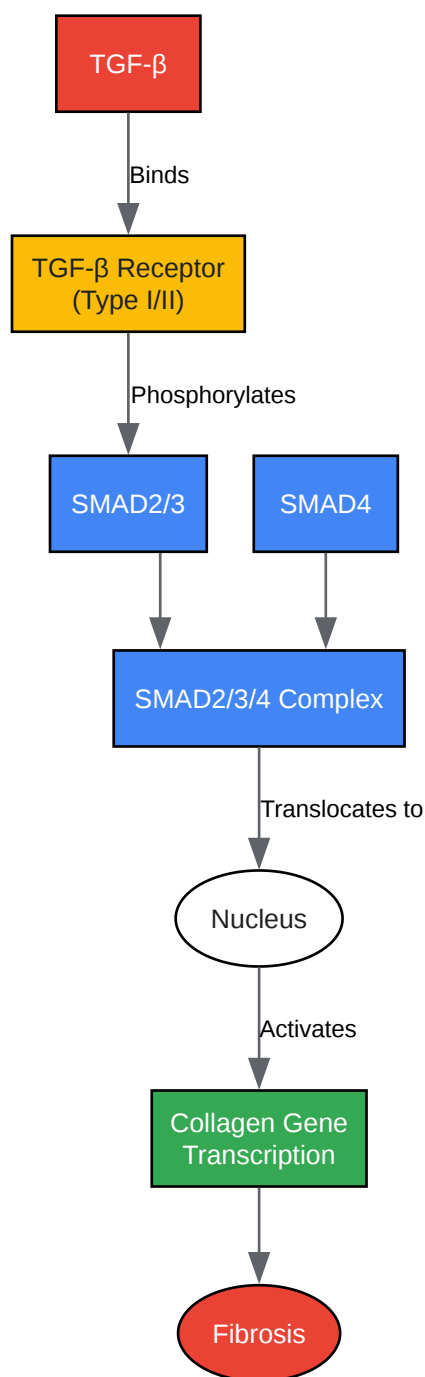 TGF-β
Binds
TGF-β Receptor
(Type I/II)
Phosphorylates
SMAD2/3
SMAD4
SMAD2/3/4 Complex
Translocates to
Nucleus
Activates
Collagen Gene
Transcription
Fibrosis